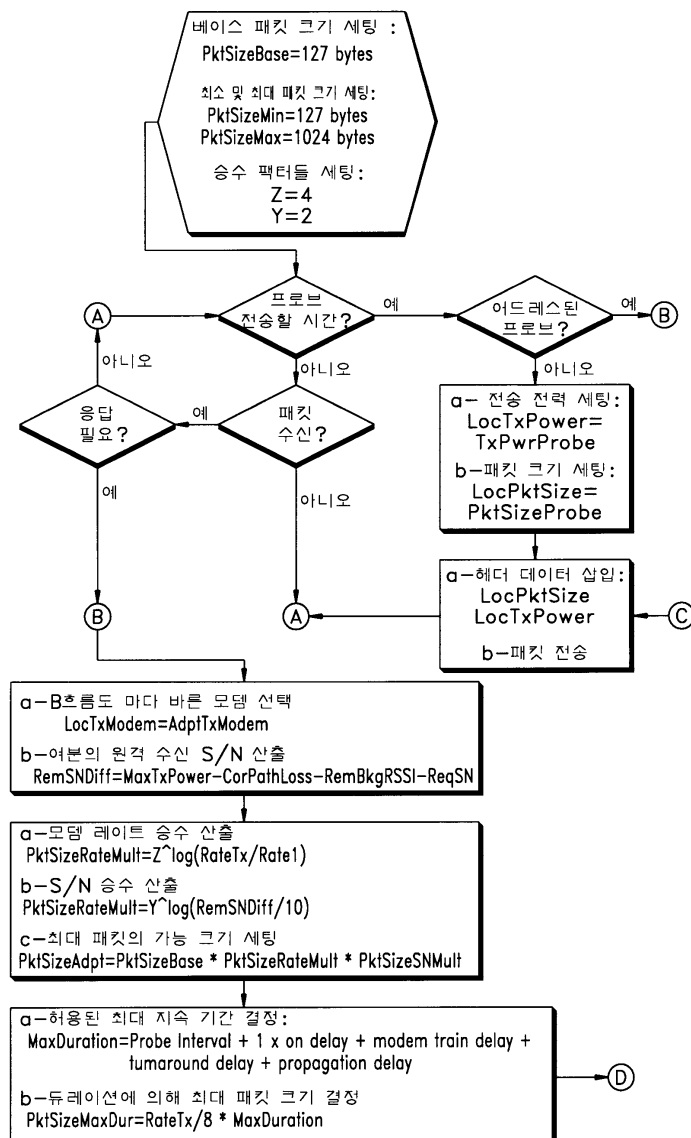 베이스 패킷 크기 세팅 :
PktSizeBase=127 bytes
최소 및 최대 패킷 크기 세팅:
PktSizeMin=127 bytes
PktSizeMax=1024 bytes
승수 팩터들 세팅:
Z=4
Y=2
A
프로브
전송할 시간?
예
어드레스된
프로브?
예
B
아니오
아니오
아니오
응답
필요?
예
패킷
수신?
a-전송 전력 세팅:
LocTxPower=
TxPwrProbe
b-패킷 크기 세팅:
LocPktSize=
PktSizeProbe
예
아니오
B
A
a-헤더 데이터 삽입:
LocPktSize
LocTxPower
b-패킷 전송
C
a-B흐름도 마다 바른 모뎀 선택
LocTxModem=AdptTxModem
b-여분의 원격 수신 S/N 산출
RemSNDiff=MaxTxPower-CorPathLoss-RemBkgRSSI-ReqSN
a-모뎀 레이트 승수 산출
PktSizeRateMult=Z^log(RateTx/Rate1)
b-S/N 승수 산출
PktSizeRateMult=Y^log(RemSNDiff/10)
c-최대 패킷의 가능 크기 세팅
PktSizeAdpt=PktSizeBase * PktSizeRateMult * PktSizeSNMult
a-허용된 최대 지속 기간 결정:
MaxDuration=Probe Interval + 1 x on delay + modem train delay +
tumaround delay + propagation delay
b-듀레이션에 의해 최대 패킷 크기 결정
PktSizeMaxDur=RateTx/8 * MaxDuration
D